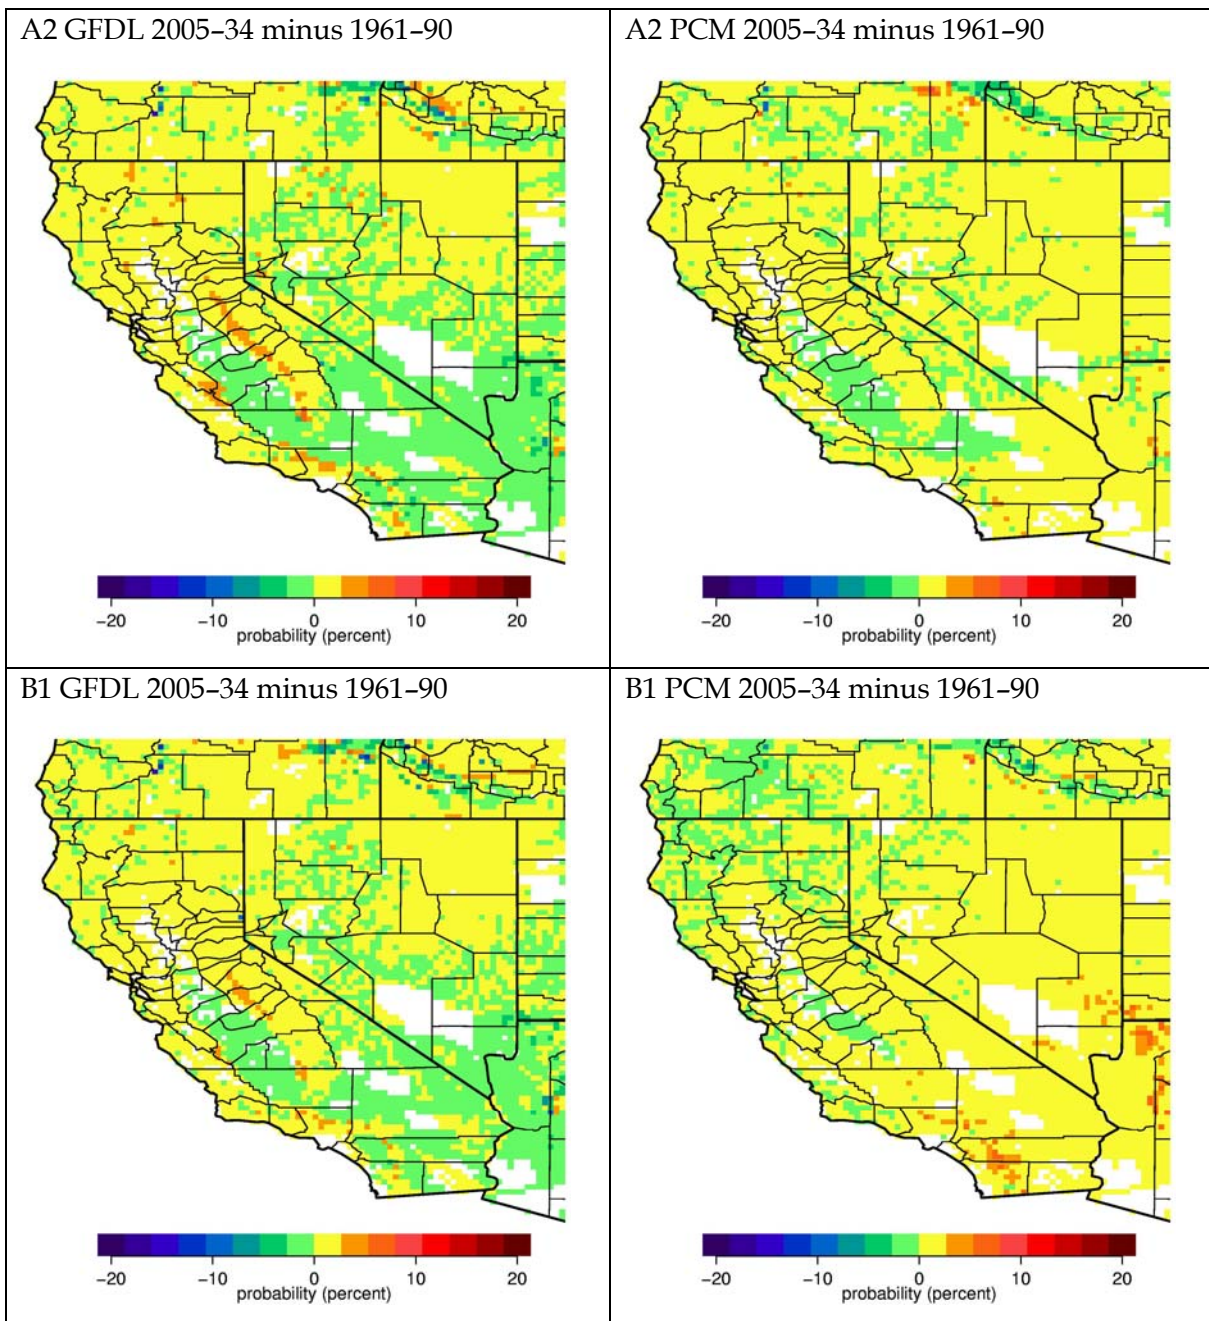 A2 GFDL 2005–34 minus 1961–90
−20 −10 0 10 20
probability (percent)
A2 PCM 2005–34 minus 1961–90
−20 −10 0 10 20
probability (percent)
B1 GFDL 2005–34 minus 1961–90
−20 −10 0 10 20
probability (percent)
B1 PCM 2005–34 minus 1961–90
−20 −10 0 10 20
probability (percent)